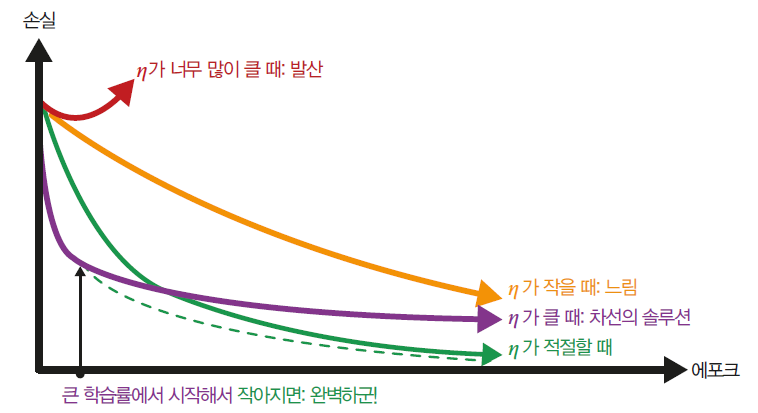 손실
η가 너무 많이 클 때: 발산
η가 작을 때: 느림
η가 클 때: 차선의 솔루션
η가 적절할 때
에포크
큰 학습률에서 시작해서 작아지면: 완벽하군!